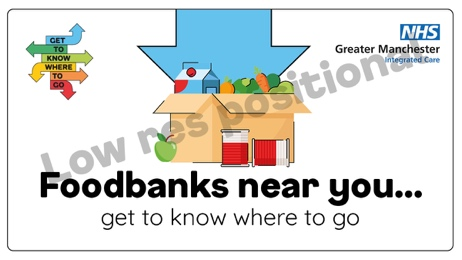 GET
TO
KNOW
WHERE
TO
GO
NHS
Greater Manchester
Integrated Care
Low res positional
Foodbanks near you...
get to know where to go